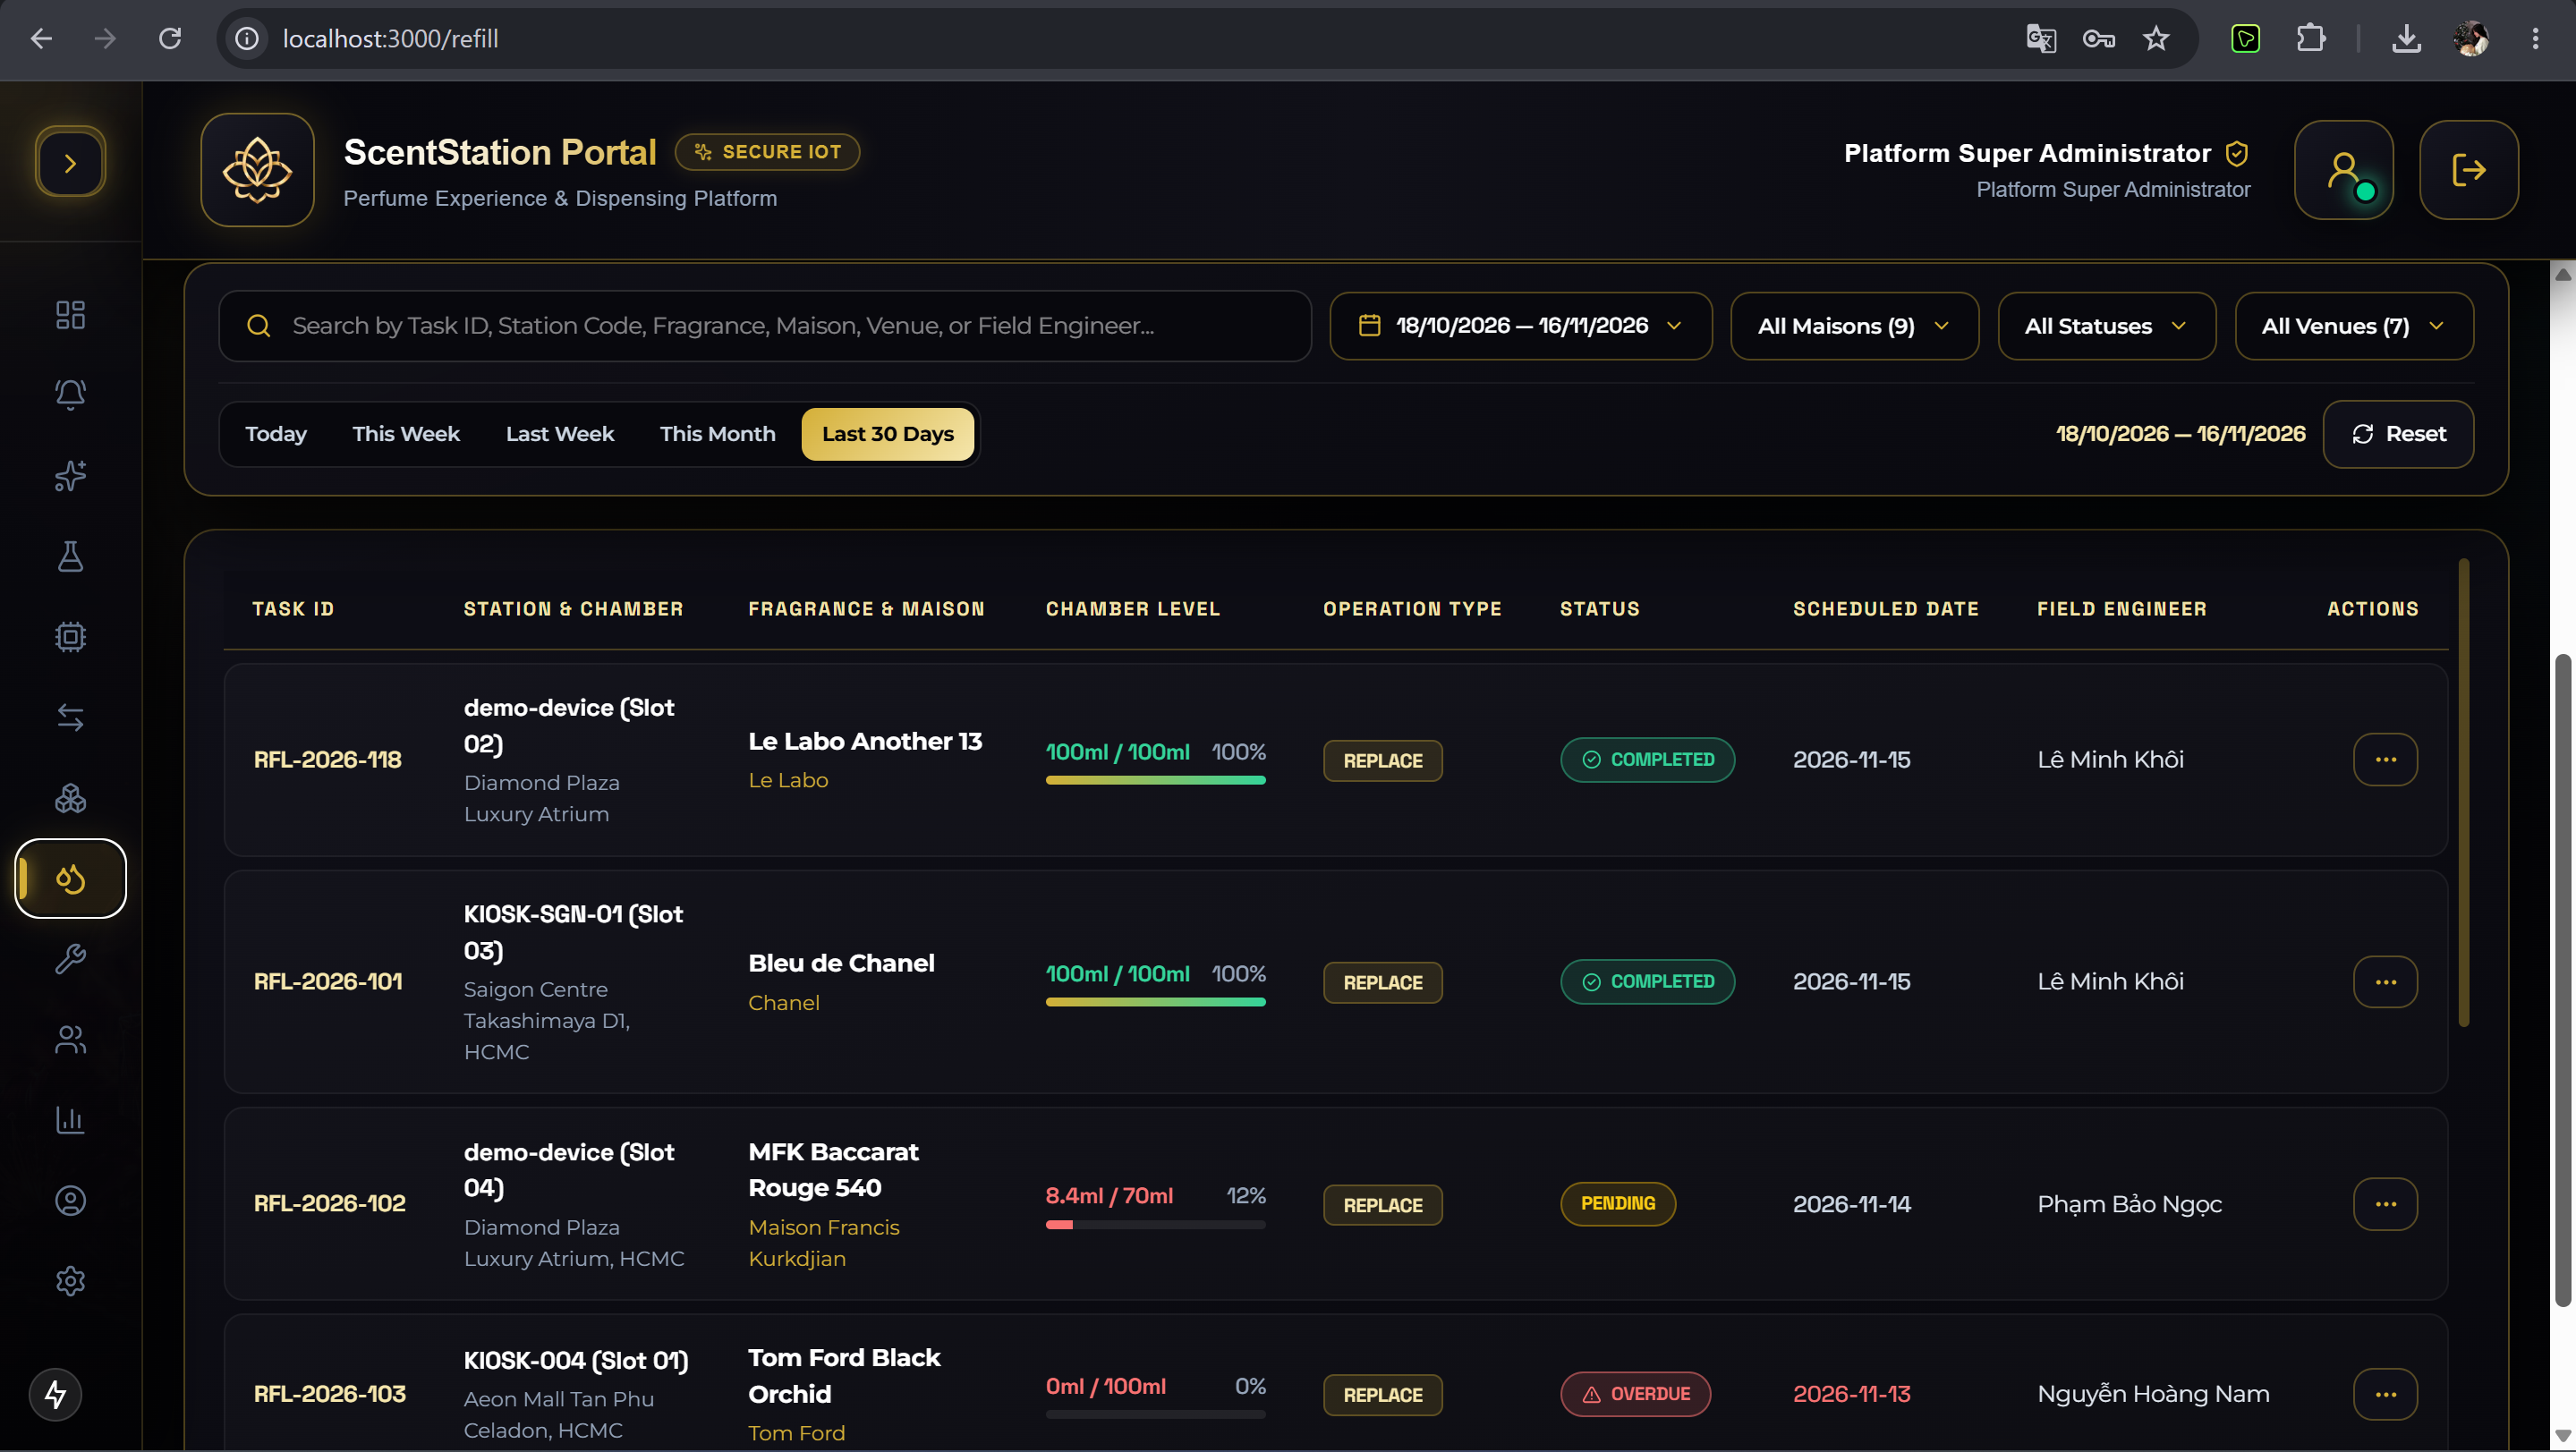 localhost:3000/refill
ScentStation Portal
SECURE IOT
Perfume Experience & Dispensing Platform
Platform Super Administrator
Platform Super Administrator
Search by Task ID, Station Code, Fragrance, Maison, Venue, or Field Engineer...
18/10/2026 — 16/11/2026
All Maisons (9)
All Statuses
All Venues (7)
Today
This Week
Last Week
This Month
Last 30 Days
18/10/2026 — 16/11/2026
Reset
TASK ID
STATION & CHAMBER
FRAGRANCE & MAISON
CHAMBER LEVEL
OPERATION TYPE
STATUS
SCHEDULED DATE
FIELD ENGINEER
ACTIONS
RFL-2026-118
demo-device (Slot
02)
Diamond Plaza
Luxury Atrium
Le Labo Another 13
Le Labo
100ml / 100ml
100%
REPLACE
COMPLETED
2026-11-15
Lê Minh Khôi
RFL-2026-101
KIOSK-SGN-01 (Slot
03)
Saigon Centre
Takashimaya D1,
HCMC
Bleu de Chanel
Chanel
100ml / 100ml
100%
REPLACE
COMPLETED
2026-11-15
Lê Minh Khôi
RFL-2026-102
demo-device (Slot
04)
Diamond Plaza
Luxury Atrium, HCMC
MFK Baccarat
Rouge 540
Maison Francis
Kurkdjian
8.4ml / 70ml
12%
REPLACE
PENDING
2026-11-14
Phạm Bảo Ngọc
RFL-2026-103
KIOSK-004 (Slot 01)
Aeon Mall Tan Phu
Celadon, HCMC
Tom Ford Black
Orchid
Tom Ford
0ml / 100ml
0%
REPLACE
OVERDUE
2026-11-13
Nguyễn Hoàng Nam